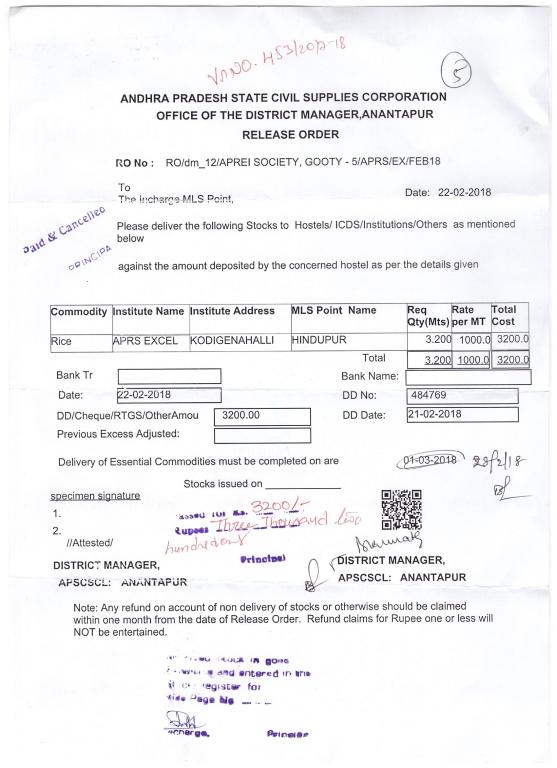 V.NO. 453/2017-18
5
ANDHRA PRADESH STATE CIVIL SUPPLIES CORPORATION
OFFICE OF THE DISTRICT MANAGER,ANANTAPUR
RELEASE ORDER
RO No : RO/dm_12/APREI SOCIETY, GOOTY - 5/APRS/EX/FEB18
To
The Incharge MLS Point,
Date: 22-02-2018
Paid & Cancelled
PRINCIPA
Please deliver the following Stocks to Hostels/ ICDS/Institutions/Others as mentioned
below
against the amount deposited by the concerned hostel as per the details given
Commodity Institute Name Institute Address MLS Point Name Req Qty(Mts) Rate per MT Total Cost
Rice APRS EXCEL KODIGENAHALLI HINDUPUR 3.200 1000.0 3200.0
Total 3.200 1000.0 3200.0
Bank Tr Bank Name:
Date: 22-02-2018 DD No: 484769
DD/Cheque/RTGS/OtherAmou 3200.00 DD Date: 21-02-2018
Previous Excess Adjusted:
Delivery of Essential Commodities must be completed on are 01-03-2018 28/2/18
Stocks issued on
specimen signature
1.
2.
//Attested/
for Rs. 3200/-
Rupees Three Thousand two
hundred only
Principal
DISTRICT MANAGER,
APSCSCL: ANANTAPUR
DISTRICT MANAGER,
APSCSCL: ANANTAPUR
Note: Any refund on account of non delivery of stocks or otherwise should be claimed
within one month from the date of Release Order. Refund claims for Rupee one or less will
NOT be entertained.
stock in good
and entered in the
register for
Page No
Principa